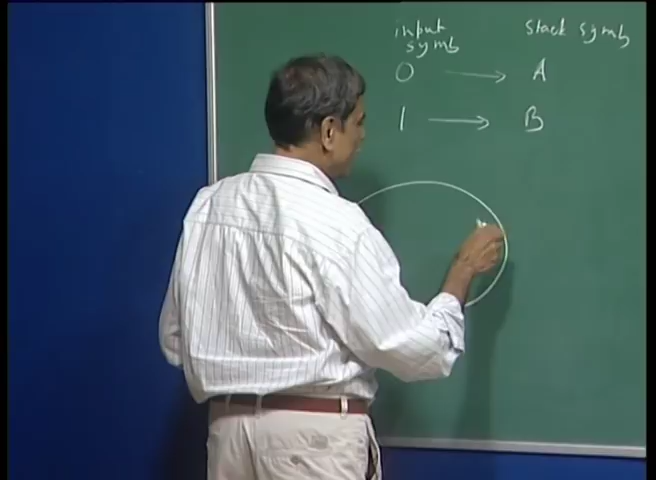 input stack symb
symb
0 → A
1 → B